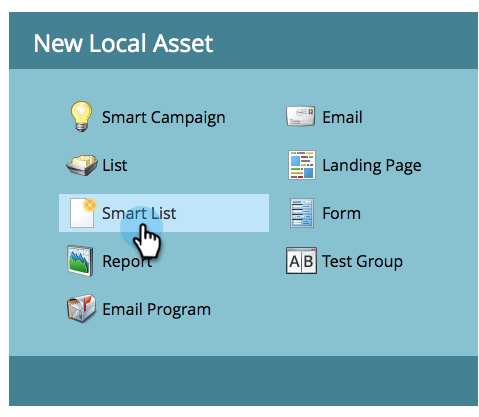 New Local Asset
Smart Campaign
Email
List
Landing Page
Smart List
Form
Report
A B Test Group
Email Program